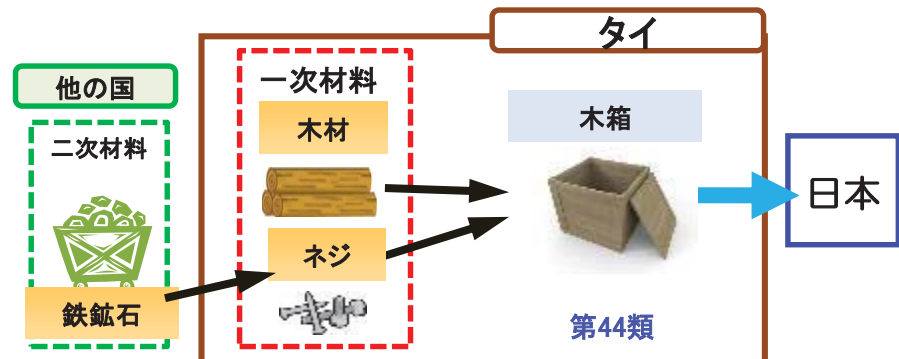 タイ
他の国
二次材料
鉄鉱石
一次材料
木材
ネジ
木箱
第44類
日本